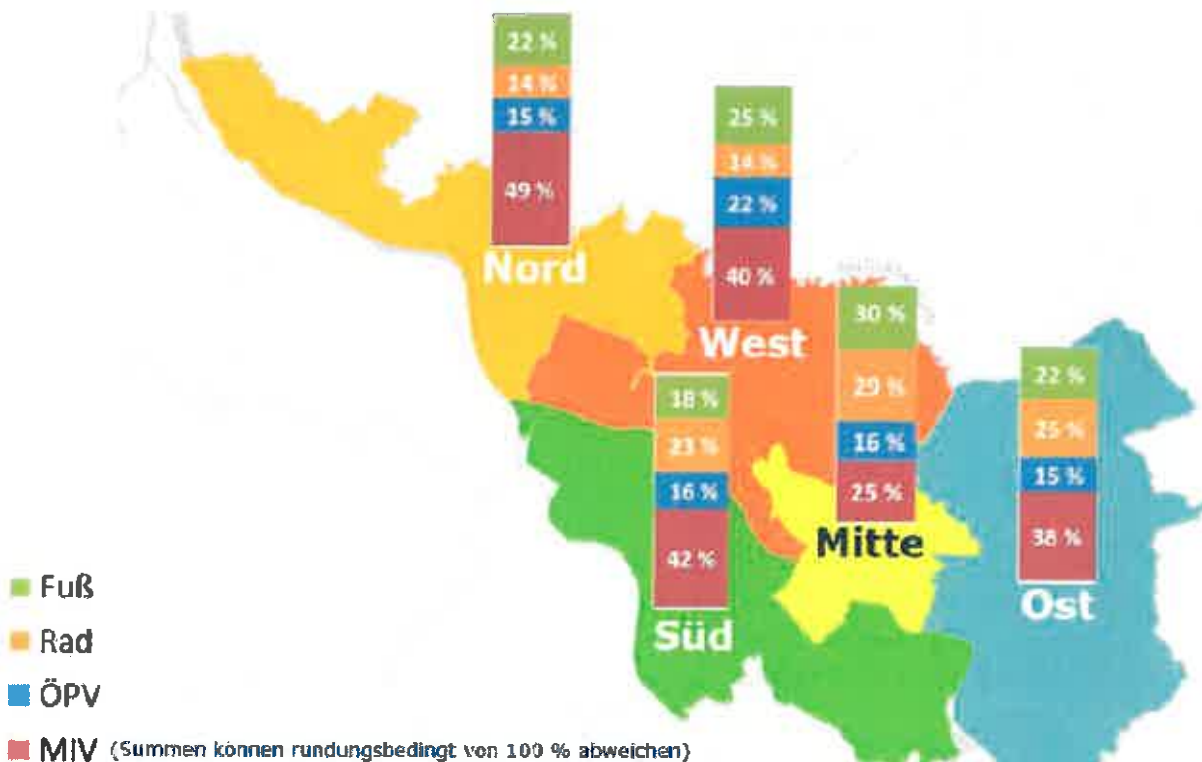 22 %
14 %
15 %
49 %
Nord
25 %
14 %
22 %
40 %
West
30 %
29 %
16 %
25 %
Mitte
22 %
25 %
15 %
38 %
Ost
18 %
23 %
16 %
42 %
Süd
Fuß
Rad
ÖPV
MIV (Summen können rundungsbedingt von 100 % abweichen)